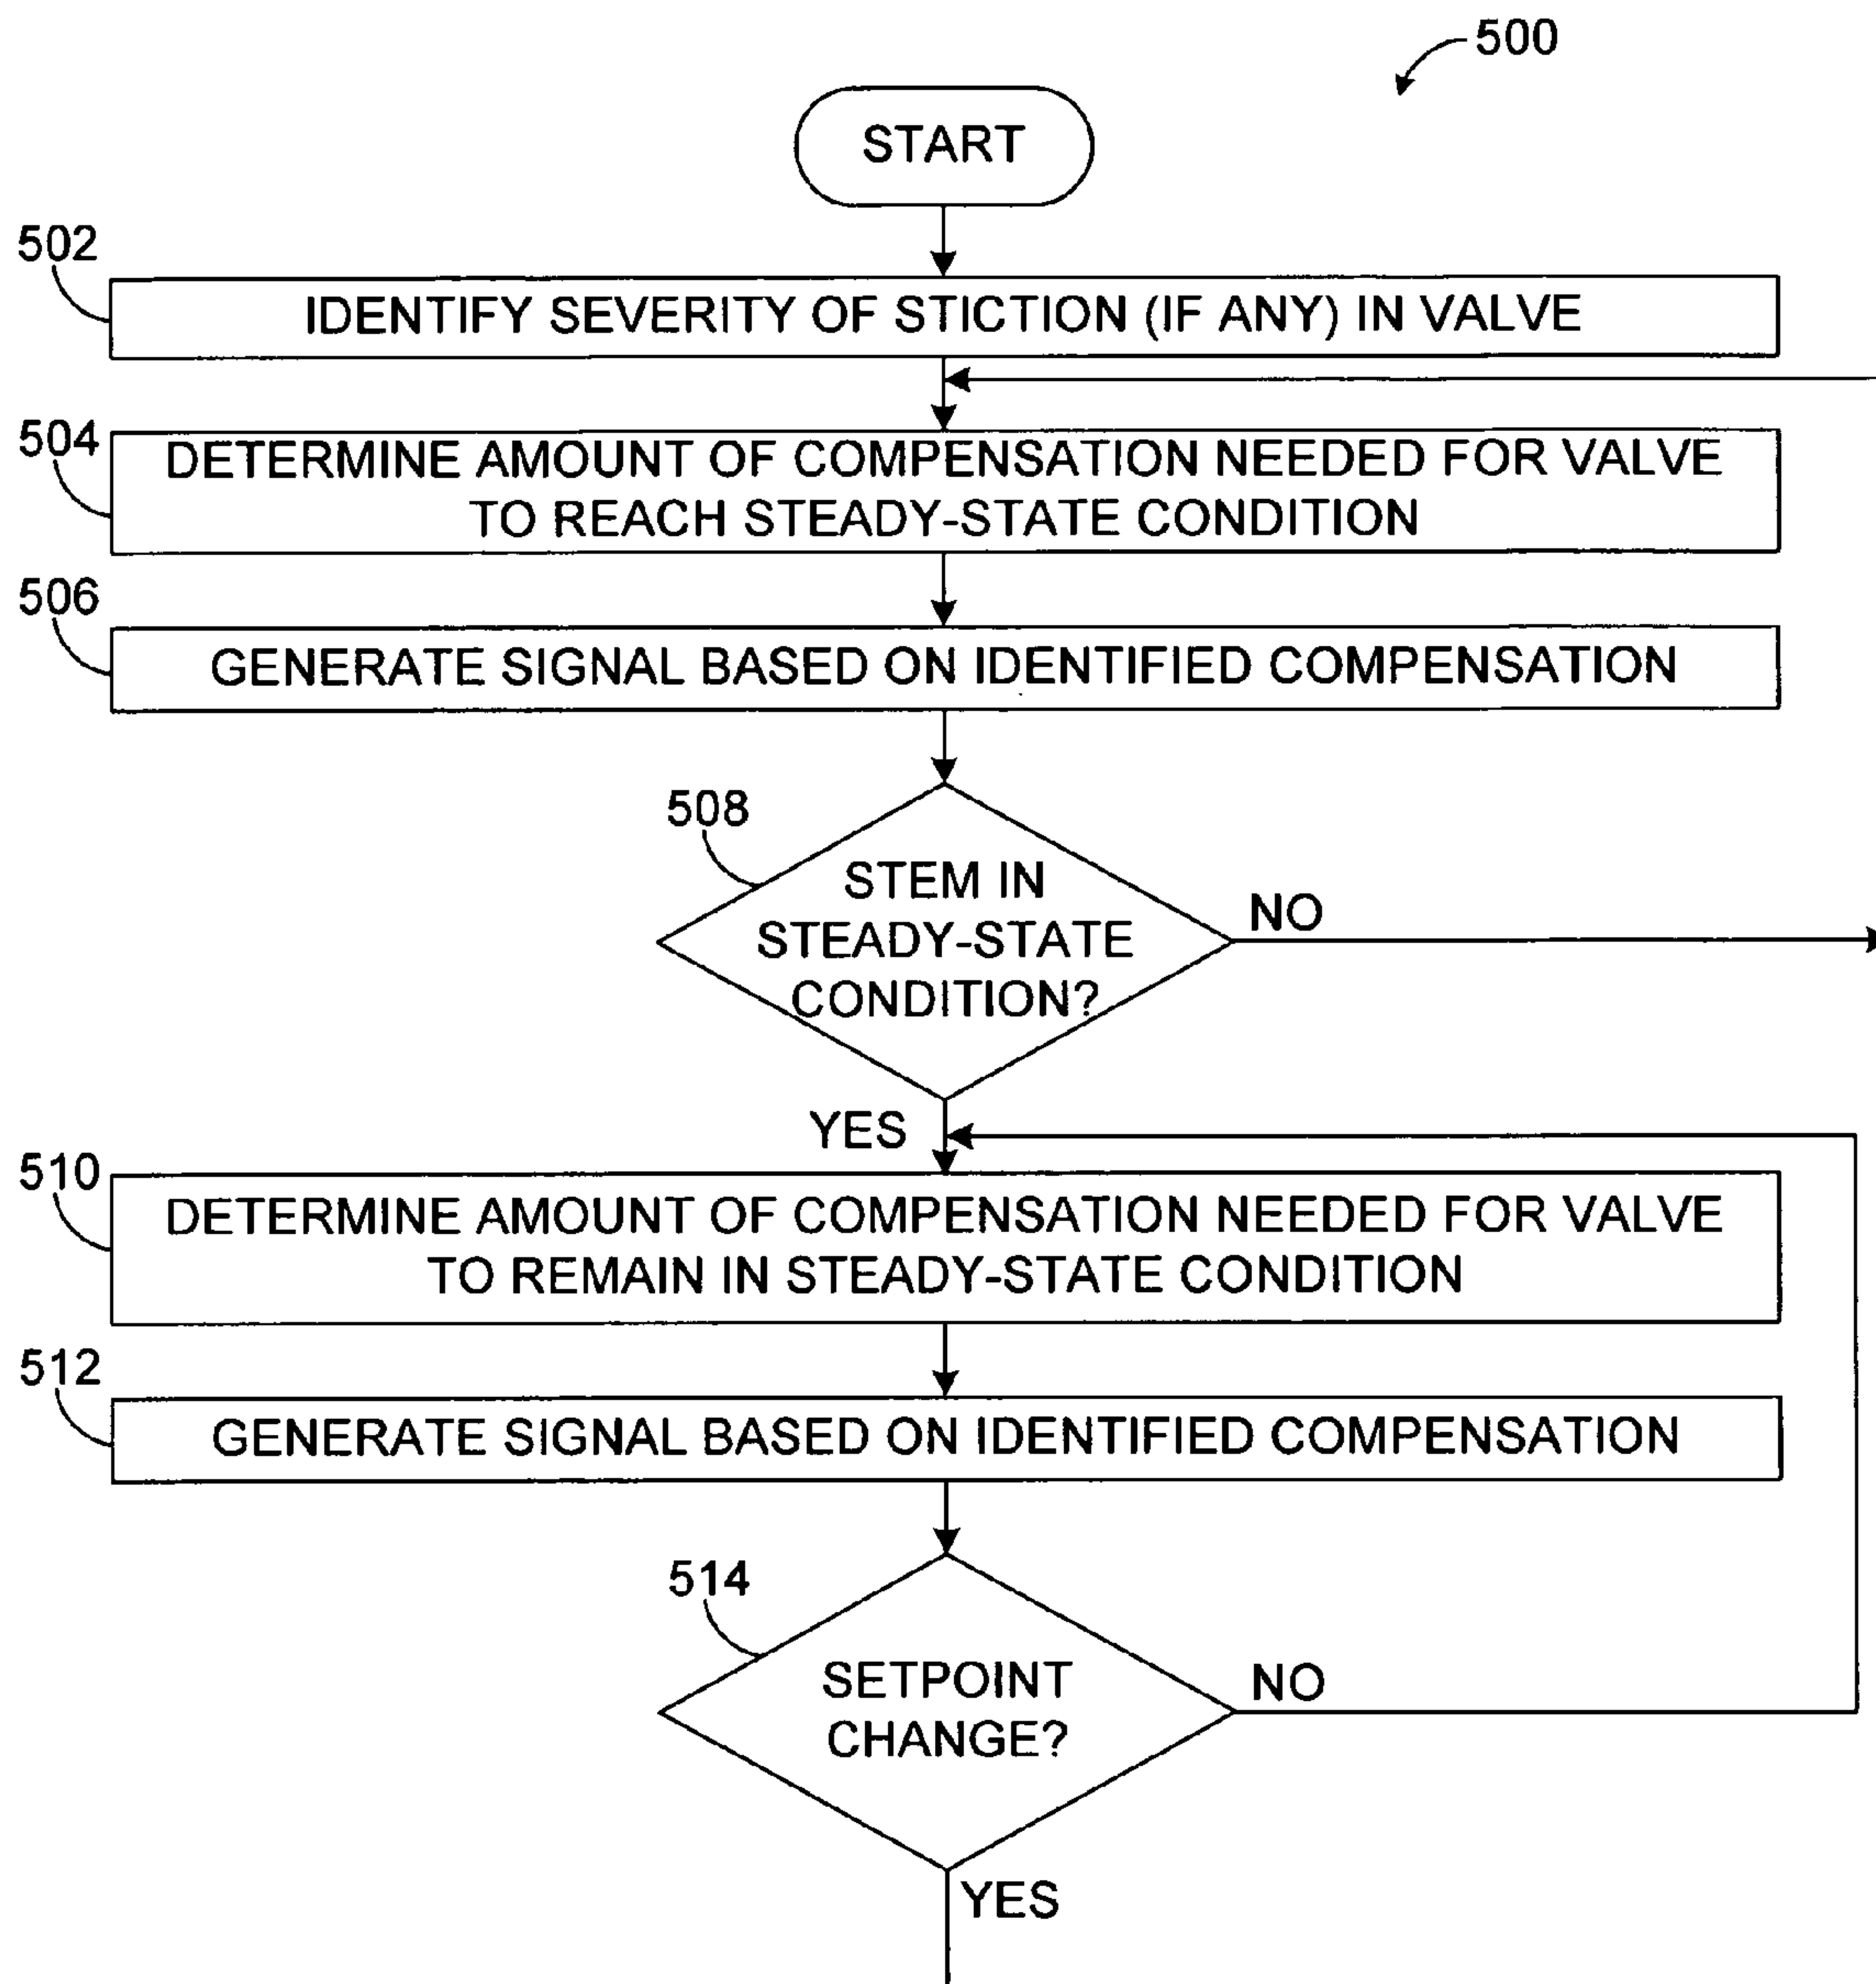 500
START
502
IDENTIFY SEVERITY OF STICTION (IF ANY) IN VALVE
504
DETERMINE AMOUNT OF COMPENSATION NEEDED FOR VALVE
TO REACH STEADY-STATE CONDITION
506
GENERATE SIGNAL BASED ON IDENTIFIED COMPENSATION
508
STEM IN
STEADY-STATE
CONDITION?
NO
YES
510
DETERMINE AMOUNT OF COMPENSATION NEEDED FOR VALVE
TO REMAIN IN STEADY-STATE CONDITION
512
GENERATE SIGNAL BASED ON IDENTIFIED COMPENSATION
514
SETPOINT
CHANGE?
NO
YES